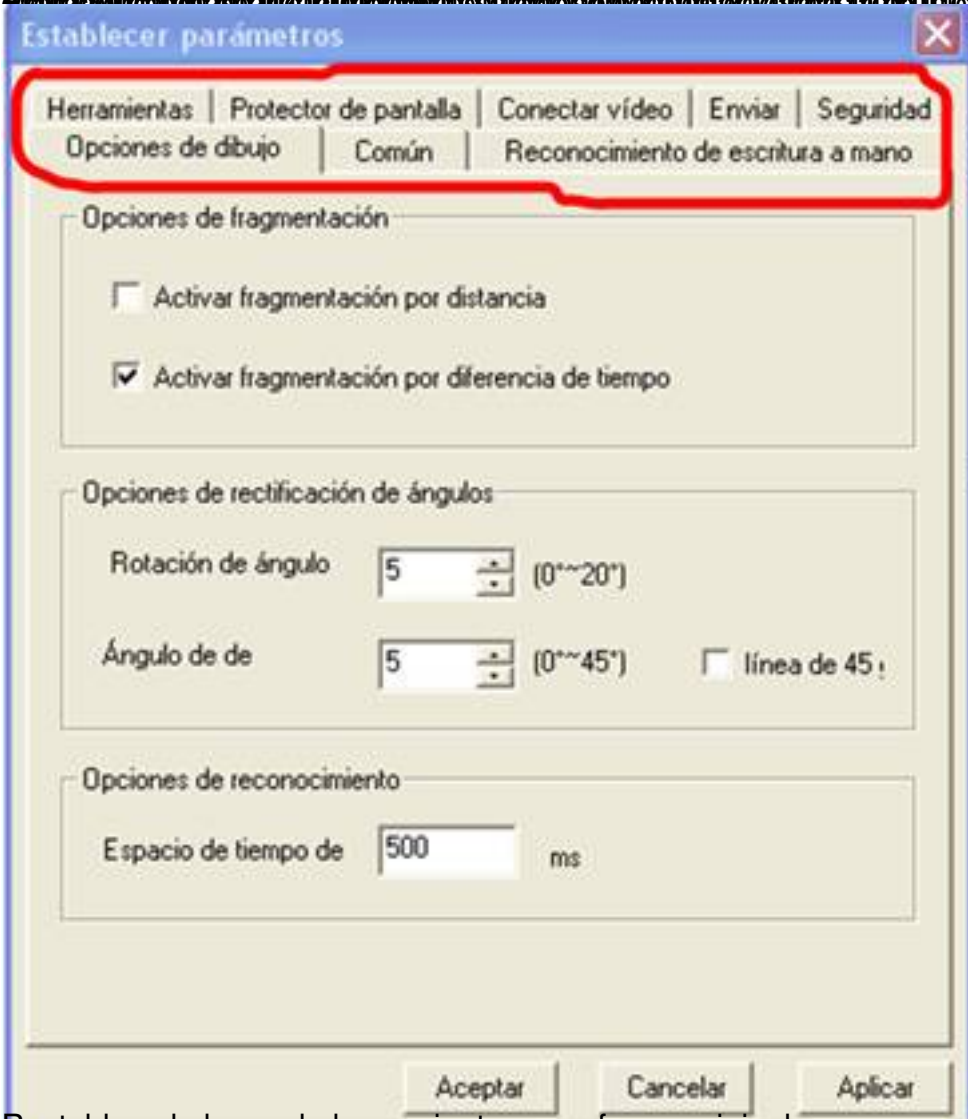 Establecer parámetros
Herramientas Protector de pantalla Conectar vídeo Enviar Seguridad
Opciones de dibujo Común Reconocimiento de escritura a mano
Opciones de fragmentación
Activar fragmentación por distancia
Activar fragmentación por diferencia de tiempo
Opciones de rectificación de ángulos
Rotación de ángulo 5 (0°~20°)
Ángulo de de 5 (0°~45°) línea de 45
Opciones de reconocimiento
Espacio de tiempo de 500 ms
Aceptar Cancelar Aplicar